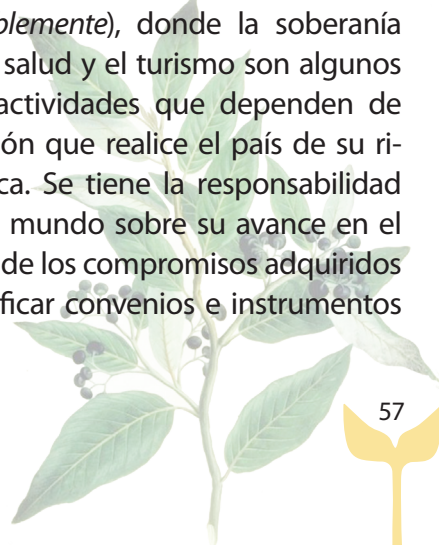 plemente), donde la soberanía
salud y el turismo son algunos
actividades que dependen de
ón que realice el país de su ri-
ca. Se tiene la responsabilidad
mundo sobre su avance en el
de los compromisos adquiridos
ficar convenios e instrumentos
57